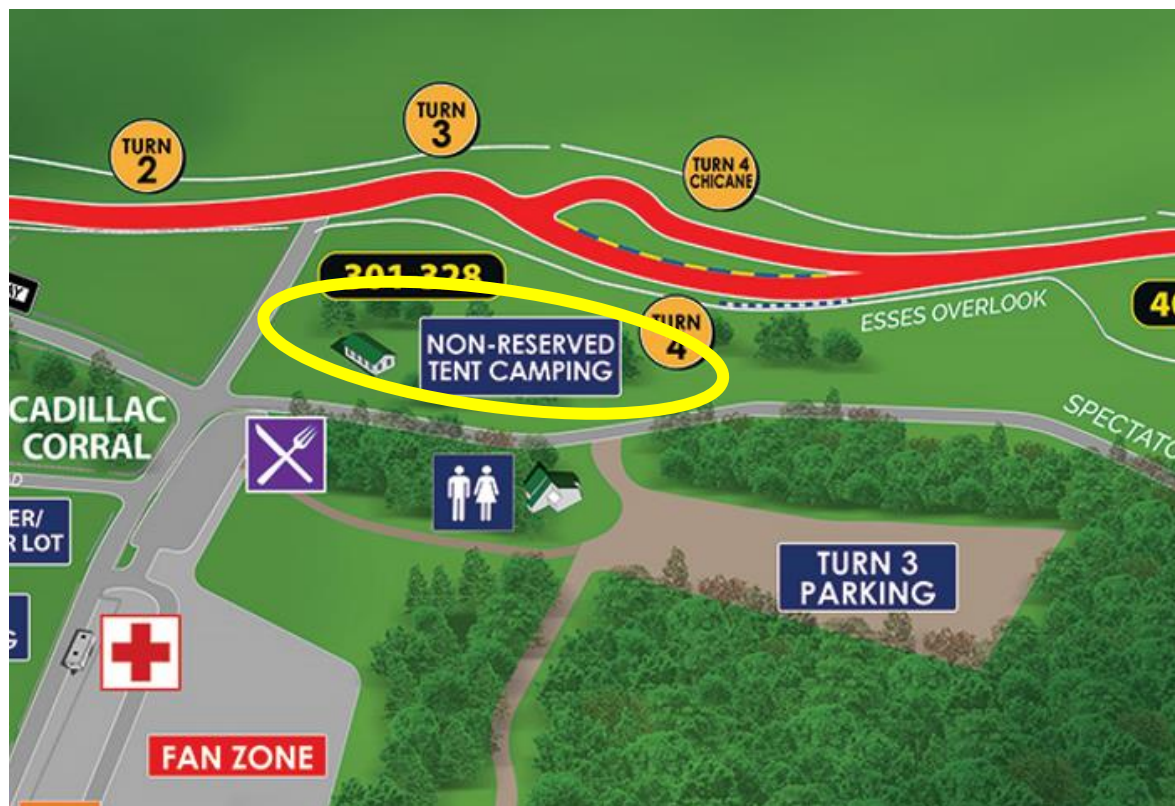 TURN
2
TURN
3
TURN 4
CHICANE
301-328
NON-RESERVED
TENT CAMPING
TURN
4
ESSES OVERLOOK
CADILLAC
CORRAL
TURN 3
PARKING
FAN ZONE